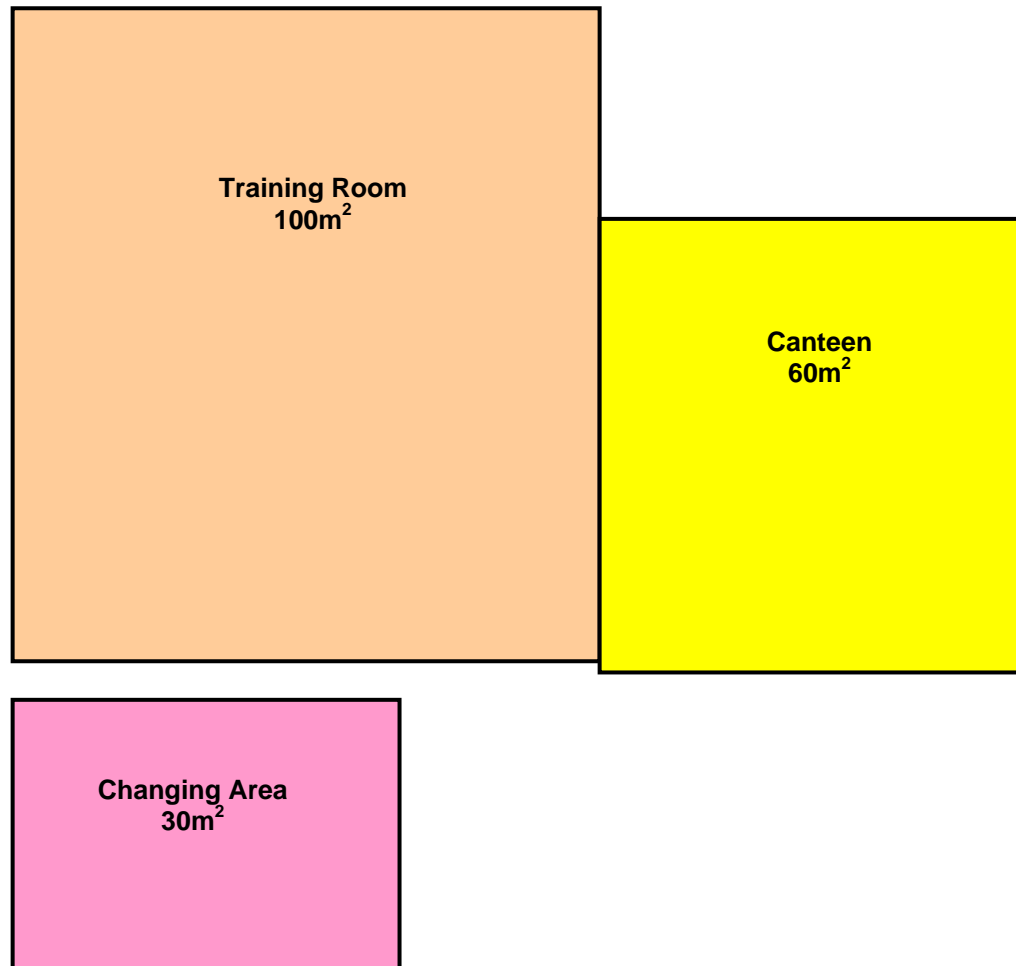 Training Room
100m²
Canteen
60m²
Changing Area
30m²